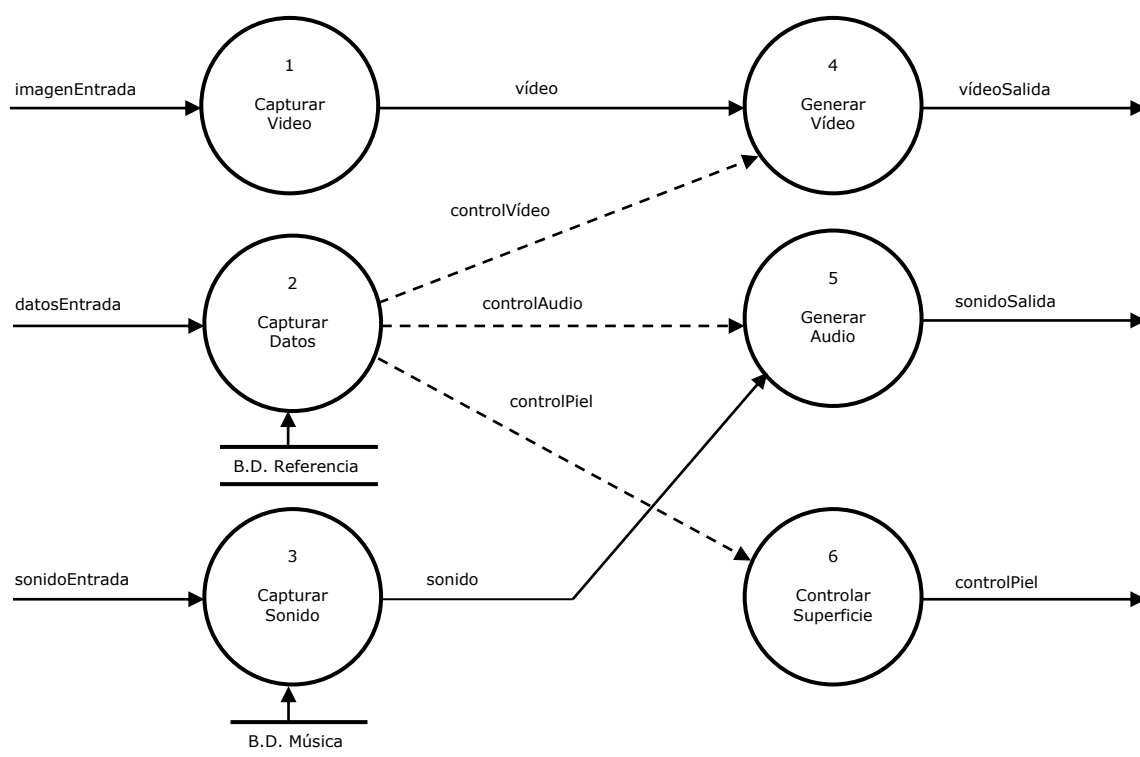 1
4
imagenEntrada
vídeo
vídeoSalida
Capturar
Video
Generar
Vídeo
controlVídeo
2
5
datosEntrada
controlAudio
sonidoSalida
Capturar
Datos
Generar
Audio
controlPiel
B.D. Referencia
3
6
sonidoEntrada
sonido
controlPiel
Capturar
Sonido
Controlar
Superficie
B.D. Música